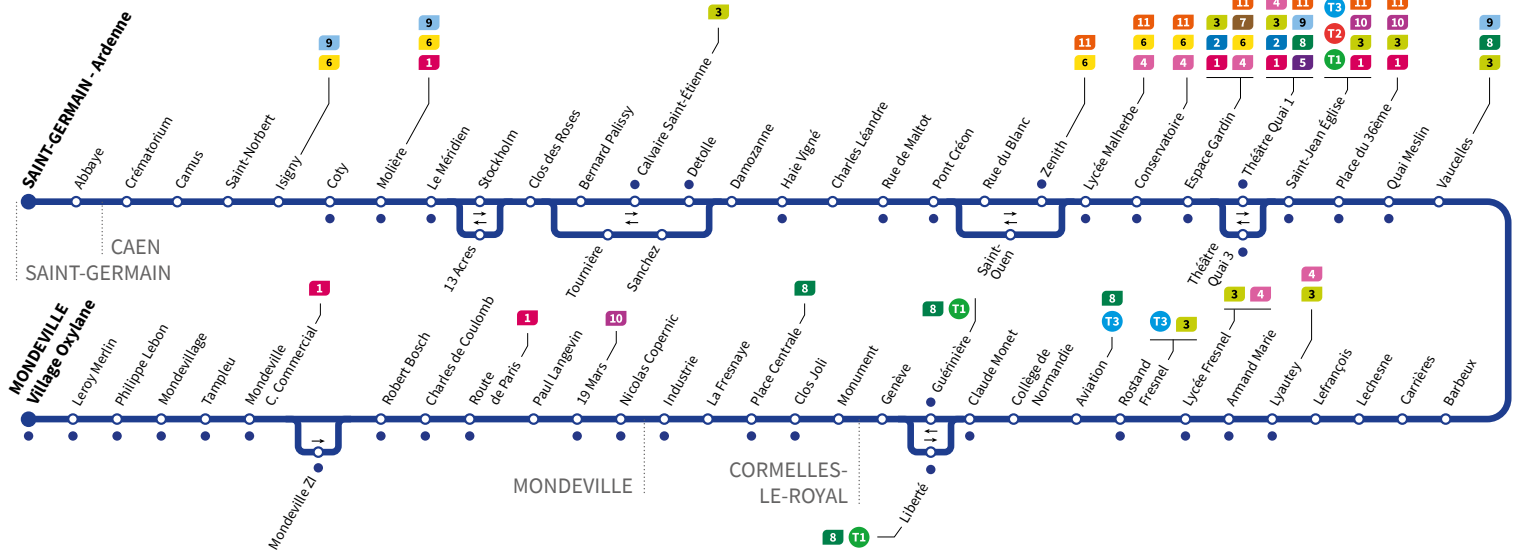 11 4 11 T3 11 11
3
9
9
11 11 3 7 3 9 T2 10 10 9
9
6
11
6 6 2 6 2 8 3 3 8
6
1
6
4 4 1 4 1 5 T1 1 1 3
SAINT-GERMAIN - Ardenne
Abbaye
Crématorium
Camus
Saint-Norbert
Isigny
Coty
Molière
Le Méridien
Stockholm
Clos des Roses
Bernard Palissy
Calvaire Saint-Étienne
Detolle
Damozanne
Haie Vigné
Charles Léandre
Rue de Maltot
Pont Créon
Rue du Blanc
Zenith
Lycée Malherbe
Conservatoire
Espace Gardin
Théâtre Quai 1
Saint-Jean Église
Place du 36ème
Quai Meslin
Vaucelles
13 Acres
Tournière
Sanchez
Saint-
Ouen
Théâtre
Quai 3
CAEN
SAINT-GERMAIN
MONDEVILLE
Village Oxylane
Leroy Merlin
Philippe Lebon
Mondevillage
Tampleu
Mondeville
C. Commercial
1
Robert Bosch
Charles de Coulomb
Route
de Paris
1
Paul Langevin
19 Mars
10
Nicolas Copernic
Industrie
La Fresnaye
Place Centrale
8
Clos Joli
Monument
Genève
Guérinière
8 T1
Claude Monet
Collège de
Normandie
Aviation
8
T3
Rostand
Fresnel
T3 3
Lycée Fresnel
3 4
Armand Marie
Lyautey
4
3
Lefrançois
Lechesne
Carrières
Barbeux
Mondeville ZI
MONDEVILLE
CORMELLES-
LE-ROYAL
Liberté
8 T1